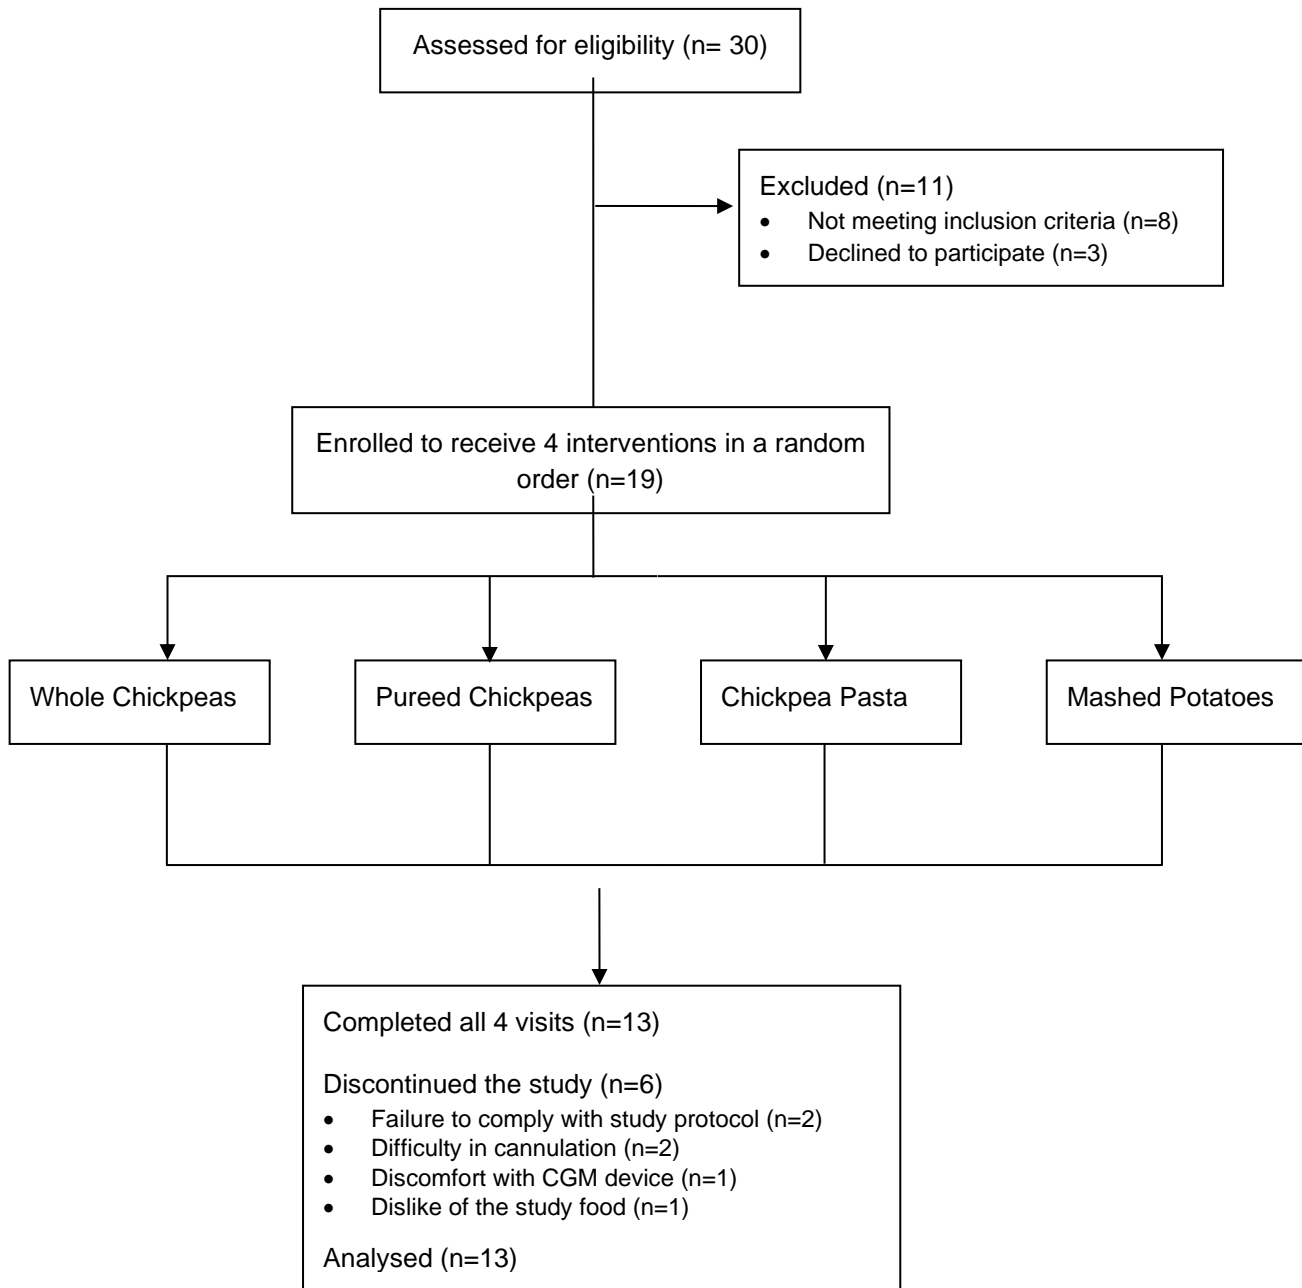 Assessed for eligibility (n= 30)
Excluded (n=11)
• Not meeting inclusion criteria (n=8)
• Declined to participate (n=3)
Enrolled to receive 4 interventions in a random
order (n=19)
Whole Chickpeas
Pureed Chickpeas
Chickpea Pasta
Mashed Potatoes
Completed all 4 visits (n=13)
Discontinued the study (n=6)
• Failure to comply with study protocol (n=2)
• Difficulty in cannulation (n=2)
• Discomfort with CGM device (n=1)
• Dislike of the study food (n=1)
Analysed (n=13)